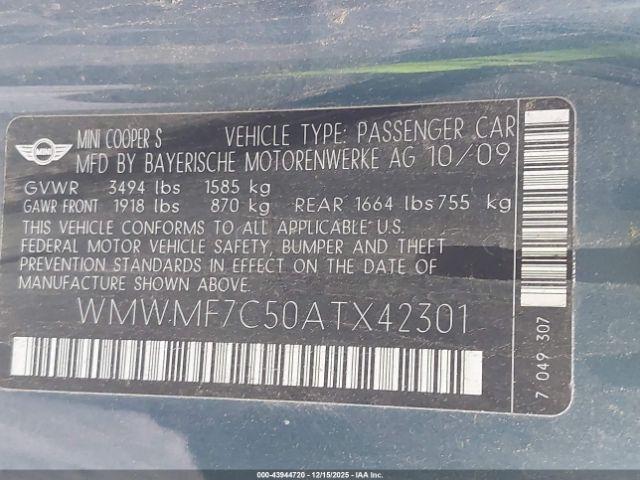 MINI
MINI COOPER S VEHICLE TYPE: PASSENGER CAR
MFD BY BAYERISCHE MOTORENWERKE AG 10/09
GVWR 3494 lbs 1585 kg
GAWR FRONT 1918 lbs 870 kg REAR 1664 lbs 755 kg
THIS VEHICLE CONFORMS TO ALL APPLICABLE U.S.
FEDERAL MOTOR VEHICLE SAFETY, BUMPER AND THEFT
PREVENTION STANDARDS IN EFFECT ON THE DATE OF
MANUFACTURE SHOWN ABOVE.
WMWMF7C50ATX42301
7 049 307
000-43944720 - 12/15/2025 - IAA, Inc.